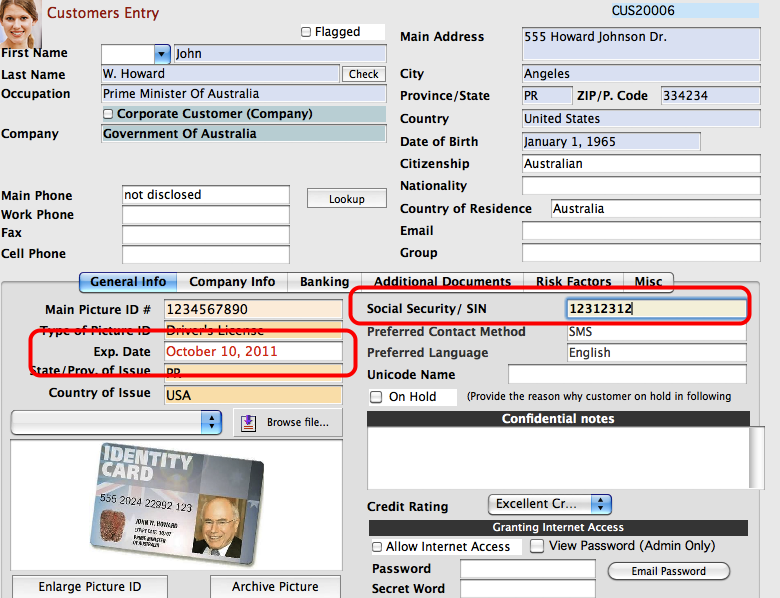 Customers Entry
CUS20006
Flagged
First Name John
Last Name W. Howard Check
Occupation Prime Minister Of Australia
Corporate Customer (Company)
Company Government Of Australia
Main Address 555 Howard Johnson Dr.
City Angeles
Province/State PR ZIP/P. Code 334234
Country United States
Date of Birth January 1, 1965
Citizenship Australian
Nationality
Country of Residence Australia
Email
Group
Main Phone not disclosed Lookup
Work Phone
Fax
Cell Phone
General Info Company Info Banking Additional Documents Risk Factors Misc
Main Picture ID # 1234567890
Type of Picture ID Driver's License
Exp. Date October 10, 2011
State/Prov. of Issue PR
Country of Issue USA
Browse file...
IDENTITY
CARD
555 2024 22992 123
JOHN W. HOWARD
PRIME MINISTER
OF AUSTRALIA
Enlarge Picture ID Archive Picture
Social Security/ SIN 12312312
Preferred Contact Method SMS
Preferred Language English
Unicode Name
On Hold (Provide the reason why customer on hold in following
Confidential notes
Credit Rating Excellent Cr...
Granting Internet Access
Allow Internet Access View Password (Admin Only)
Password Email Password
Secret Word